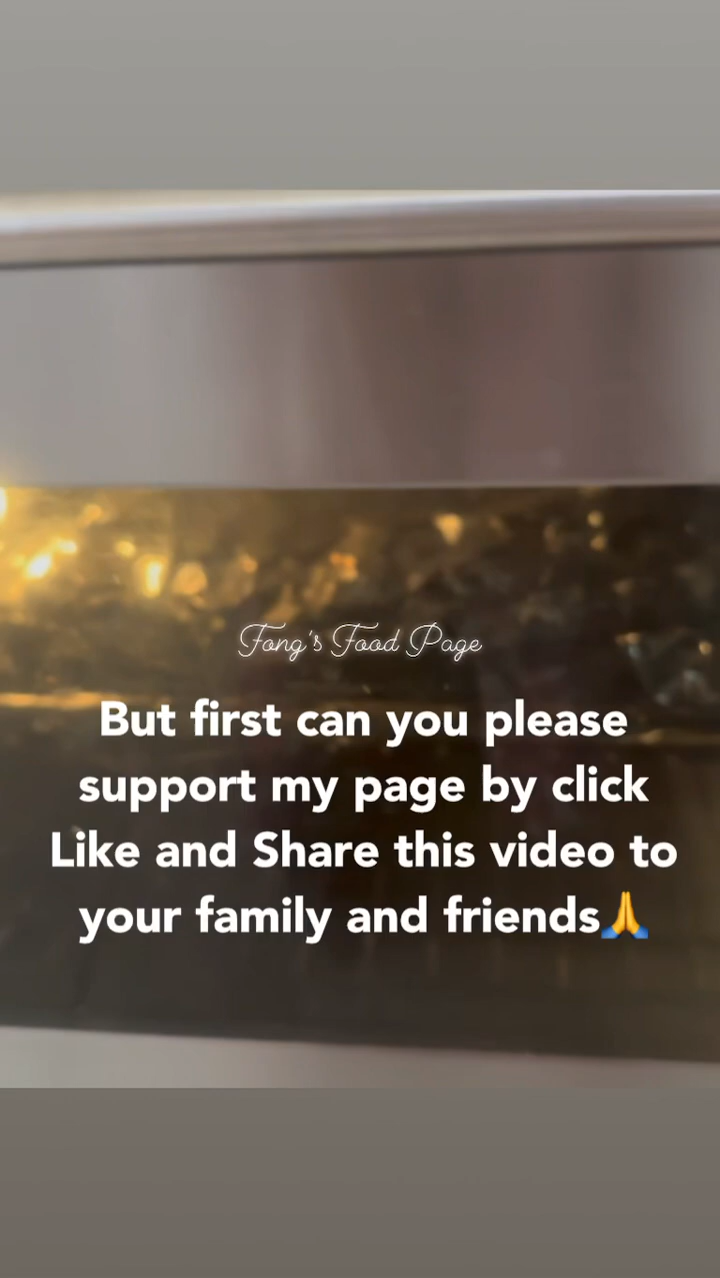 Fong's Food Page
But first can you please
support my page by click
Like and Share this video to
your family and friends🙏